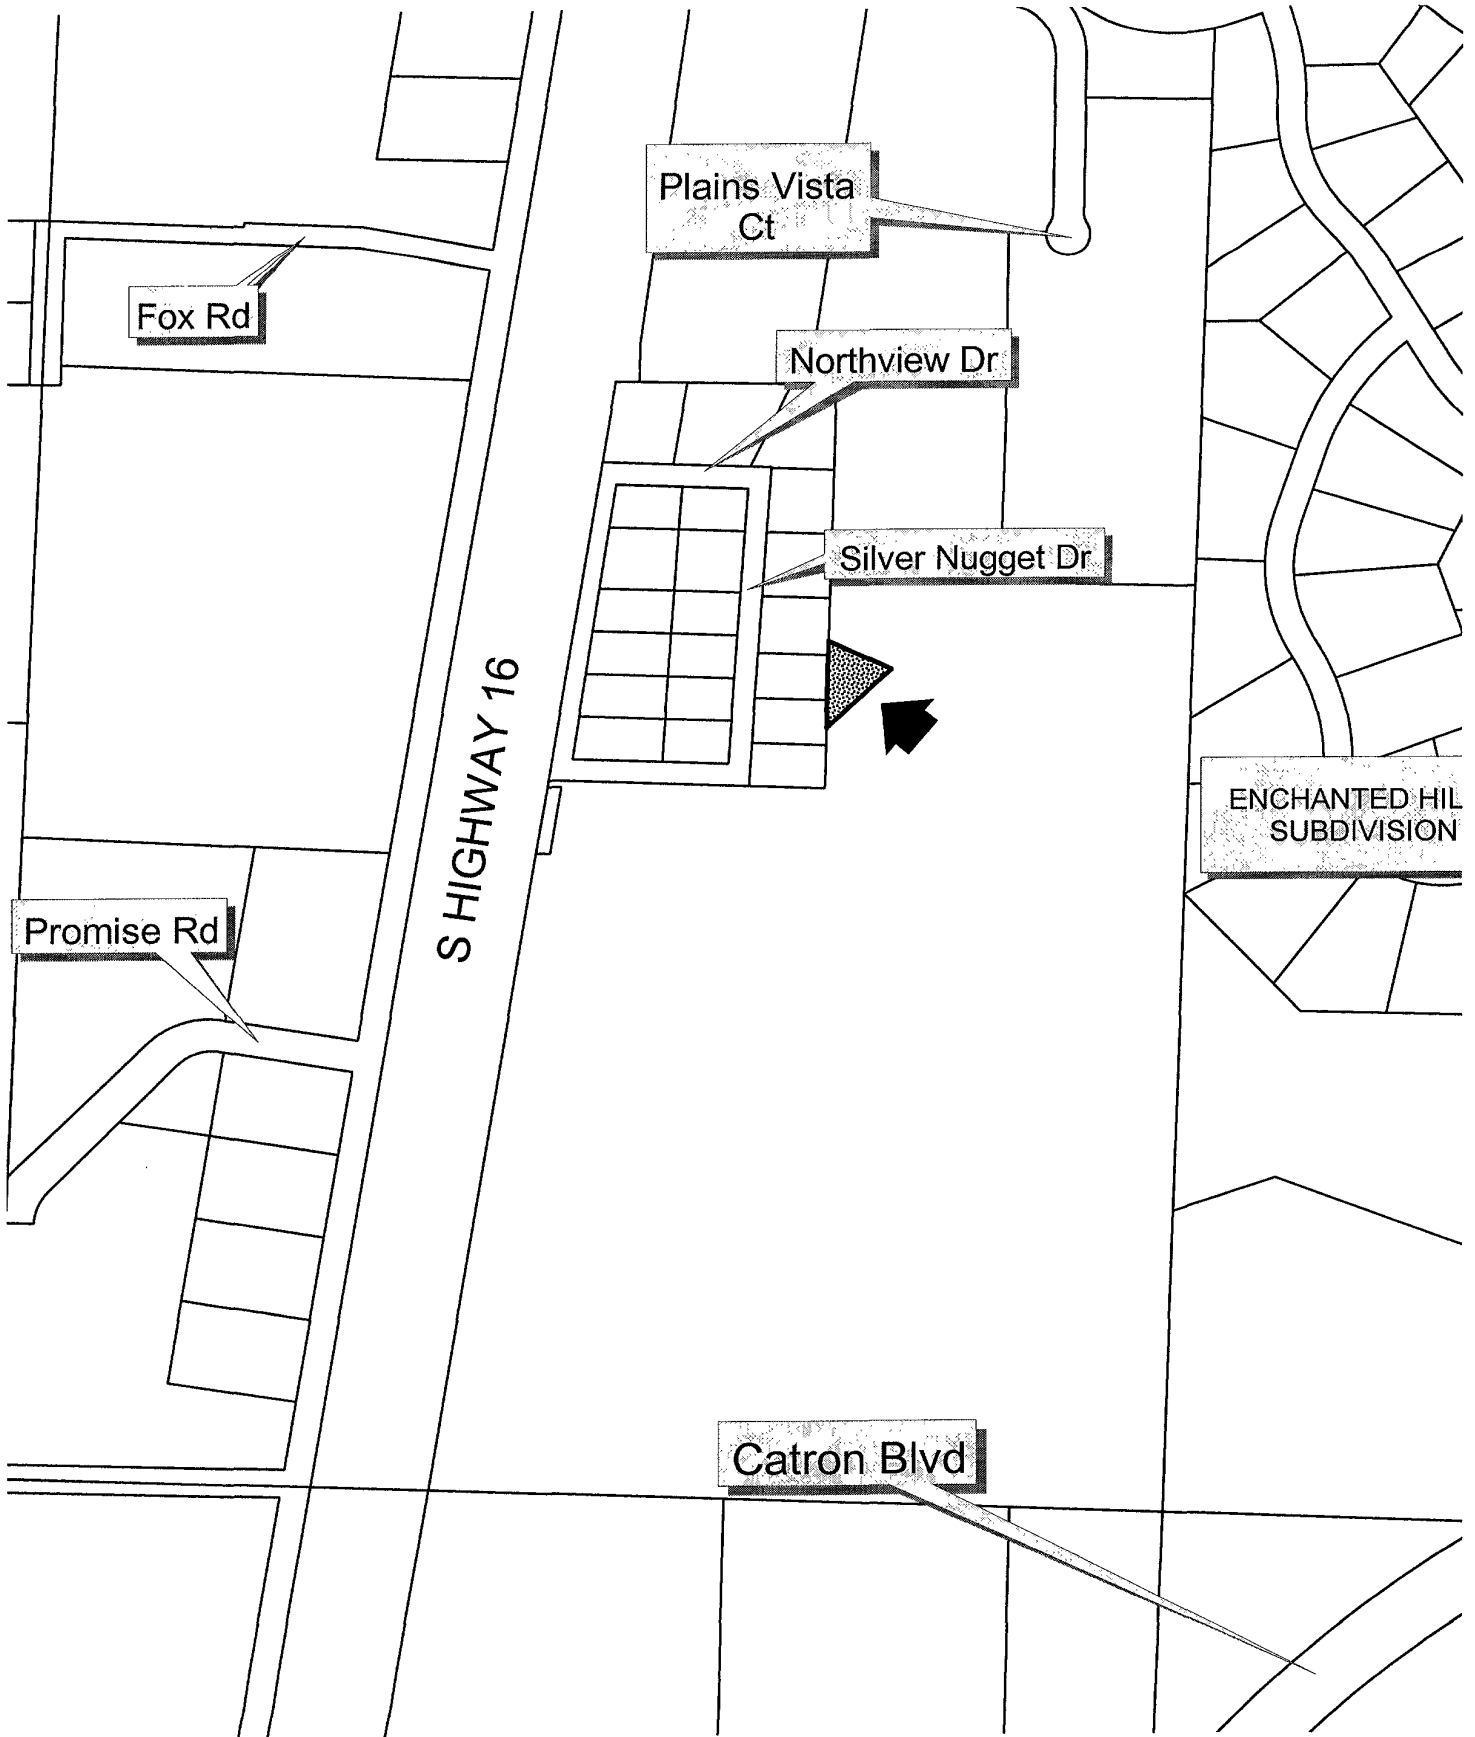 Plains Vista
Ct
Fox Rd
Northview Dr
Silver Nugget Dr
S HIGHWAY 16
ENCHANTED HIL
SUBDIVISION
Promise Rd
Catron Blvd